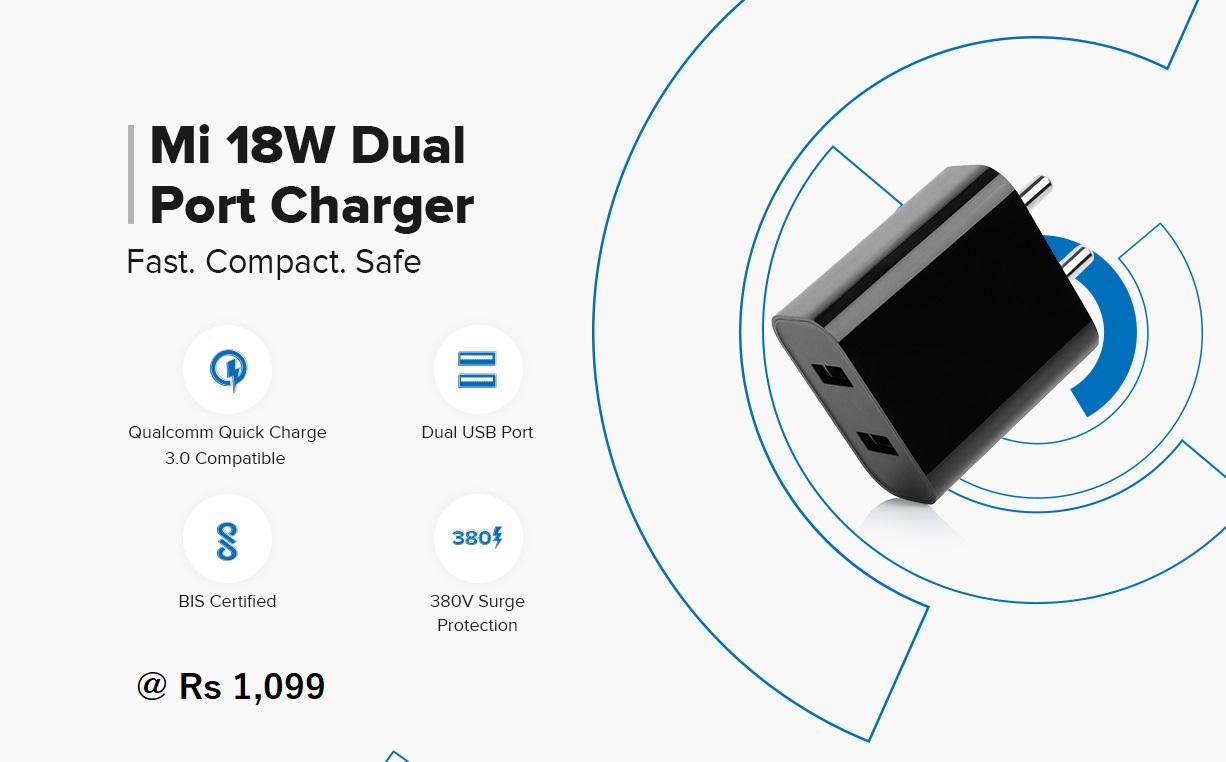 Mi 18W Dual
Port Charger
Fast. Compact. Safe
Qualcomm Quick Charge
3.0 Compatible
Dual USB Port
BIS Certified
380
380V Surge
Protection
@ Rs 1,099